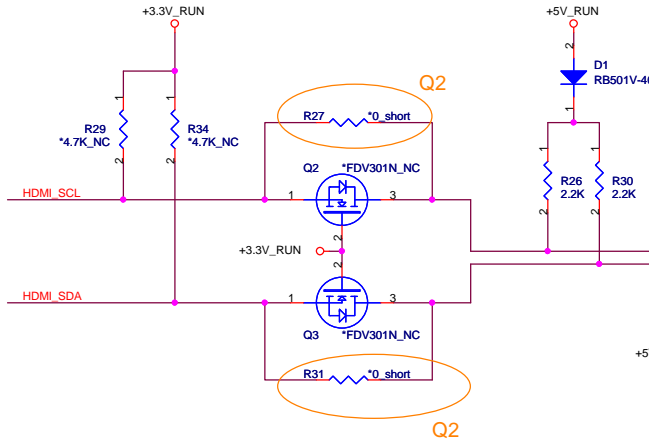 +3.3V_RUN
+5V_RUN
Q2
2
D1
RB501V-40
1
R27
*0_short
1
1
R29
*4.7K_NC
R34
*4.7K_NC
2
2
Q2
*FDV301N_NC
1
1
R26
2.2K
R30
2.2K
2
2
HDMI_SCL
1
3
2
+3.3V_RUN
2
HDMI_SDA
1
3
Q3
*FDV301N_NC
R31
*0_short
+5
Q2